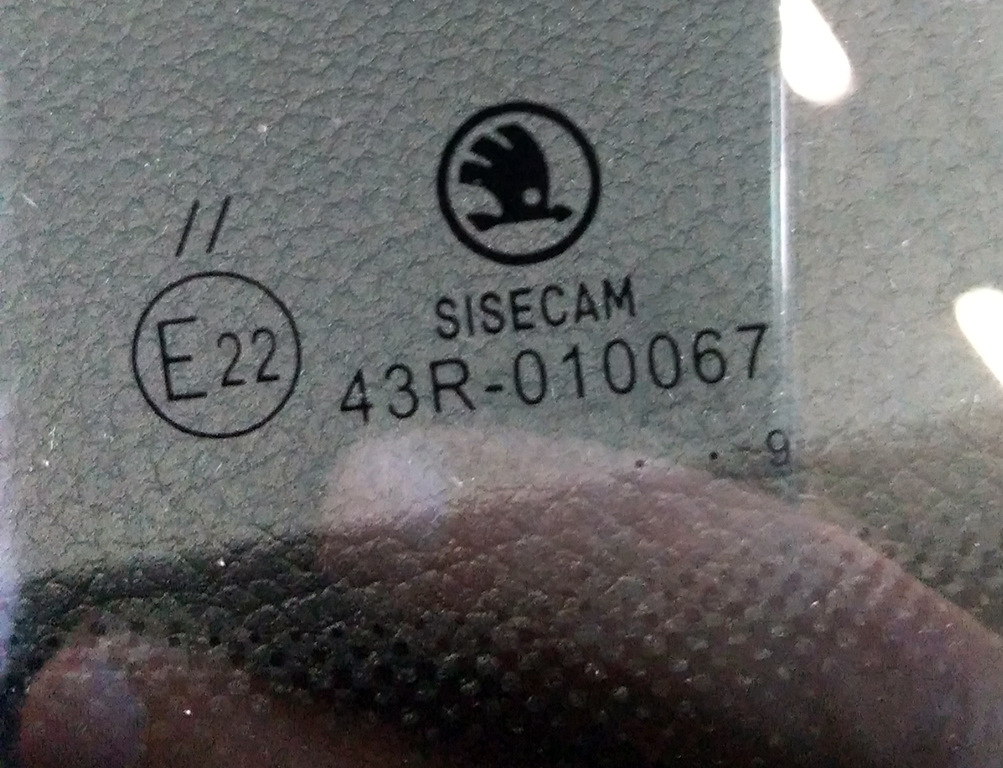 //
SISECAM
E22
43R-010067
. . -9